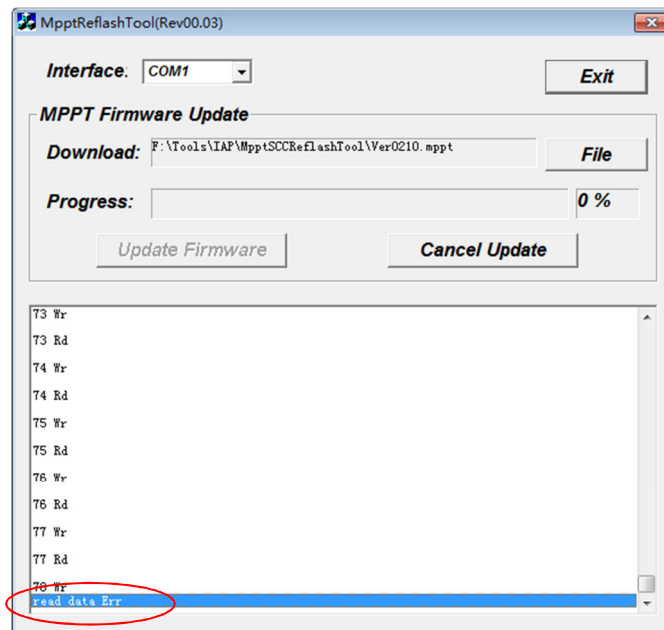 MpptReflashTool(Rev00.03)
Interface: COM1
Exit
MPPT Firmware Update
Download: F:\Tools\IAP\MpptSCCReflashTool\Ver0210.mppt
File
Progress: 0 %
Update Firmware
Cancel Update
73 Wr
73 Rd
74 Wr
74 Rd
75 Wr
75 Rd
76 Wr
76 Rd
77 Wr
77 Rd
78 Wr
read data Err